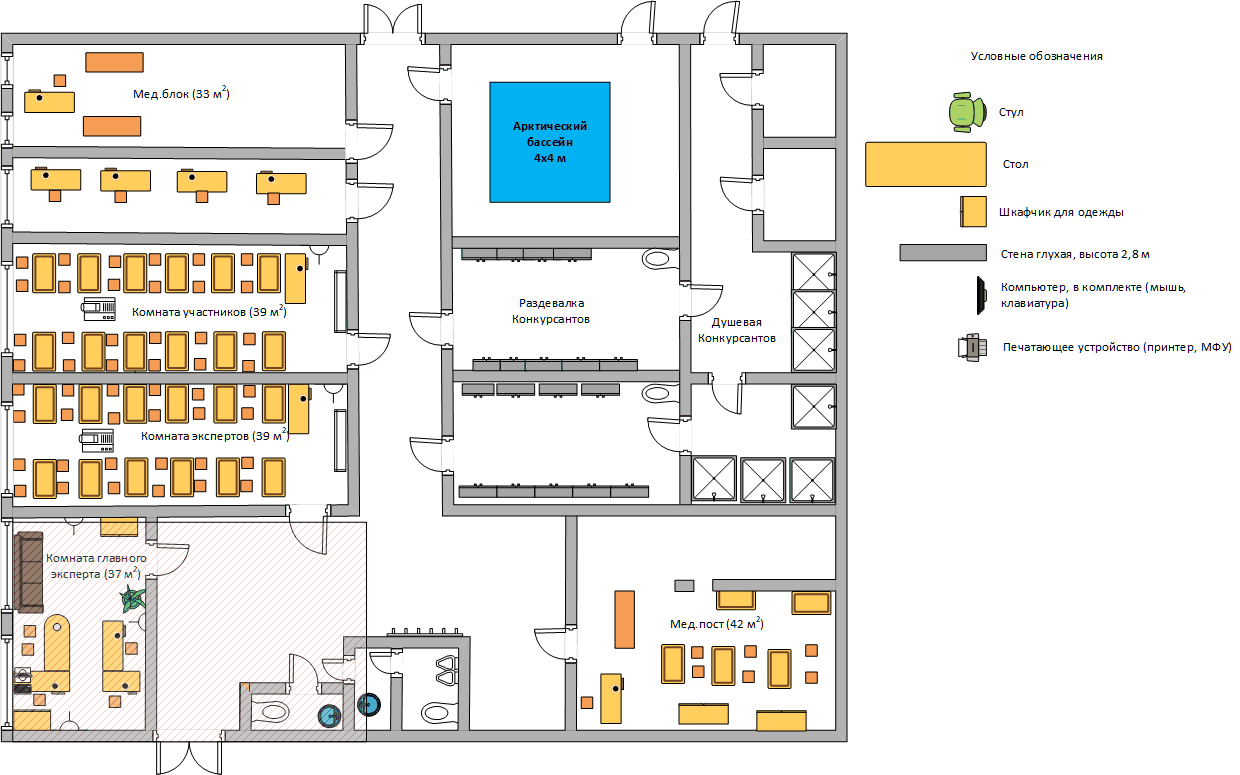 Мед.блок (33 м²)
Арктический
бассейн
4х4 м
Комната участников (39 м²)
Раздевалка
Конкурсантов
Душевая
Конкурсантов
Комната экспертов (39 м²)
Комната главного
эксперта (37 м²)
Мед.пост (42 м²)
Условные обозначения
Стул
Стол
Шкафчик для одежды
Стена глухая, высота 2,8 м
Компьютер, в комплекте (мышь,
клавиатура)
Печатающее устройство (принтер, МФУ)